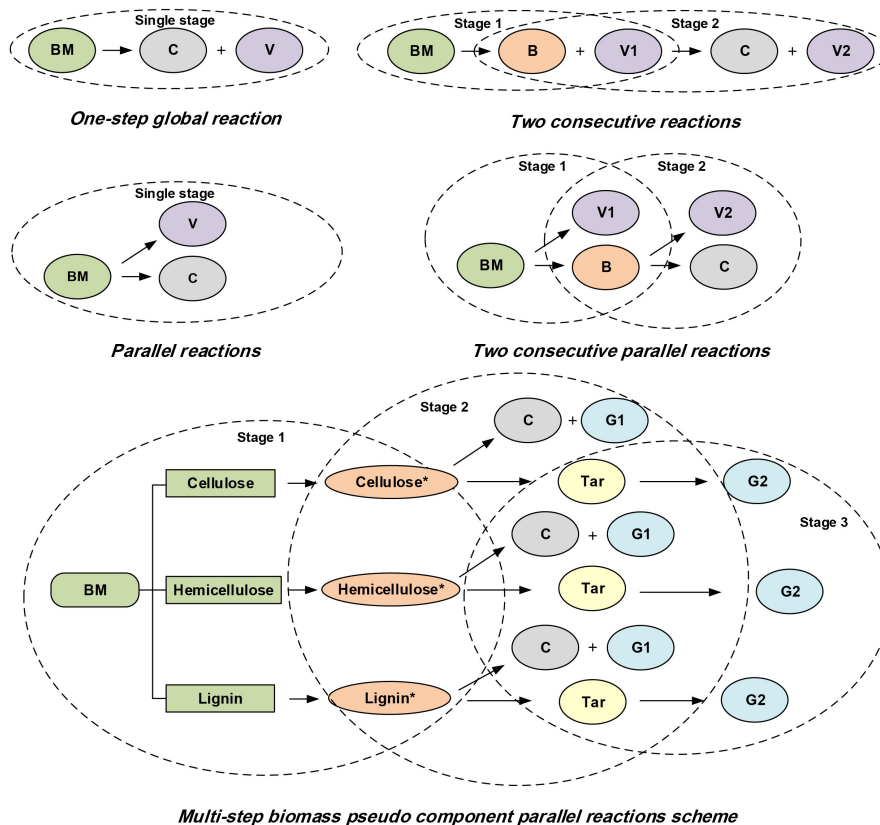 Single stage
BM C + V
One-step global reaction
Stage 1 Stage 2
BM B + V1 C + V2
Two consecutive reactions
Single stage
V
BM C
Parallel reactions
Stage 1 Stage 2
V1 V2
BM B C
Two consecutive parallel reactions
Stage 1 Stage 2 Stage 3
C + G1
Cellulose Cellulose* Tar G2
C + G1
BM Hemicellulose Hemicellulose* Tar G2
C + G1
Lignin Lignin* Tar G2
Multi-step biomass pseudo component parallel reactions scheme